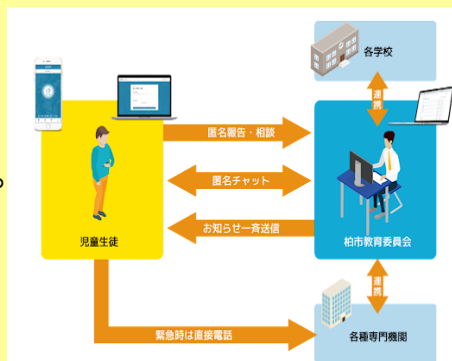 各学校
連携
匿名報告・相談
匿名チャット
お知らせ一斉送信
児童生徒
柏市教育委員会
連携
緊急時は直接電話
各種専門機関